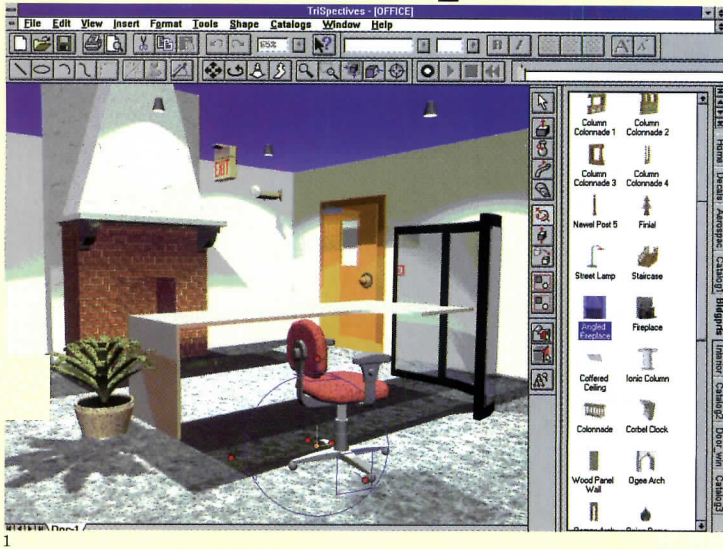 TriSpectives - [OFFICE]
File Edit View Insert Format Tools Shape Catalogs Window Help
65%
EXIT
Column Colonnade 1
Column Colonnade 2
Column Colonnade 3
Column Colonnade 4
Newel Post 5
Finial
Street Lamp
Staircase
Angled Fireplace
Fireplace
Coffered Ceiling
Ionic Column
Colonnade
Corbel Clock
Wood Panel Wall
Ogee Arch
Home Decals Aerospac Catalog1 Bldgprts Interior Catalog2 Door_win Catalog3
Doc-1
1